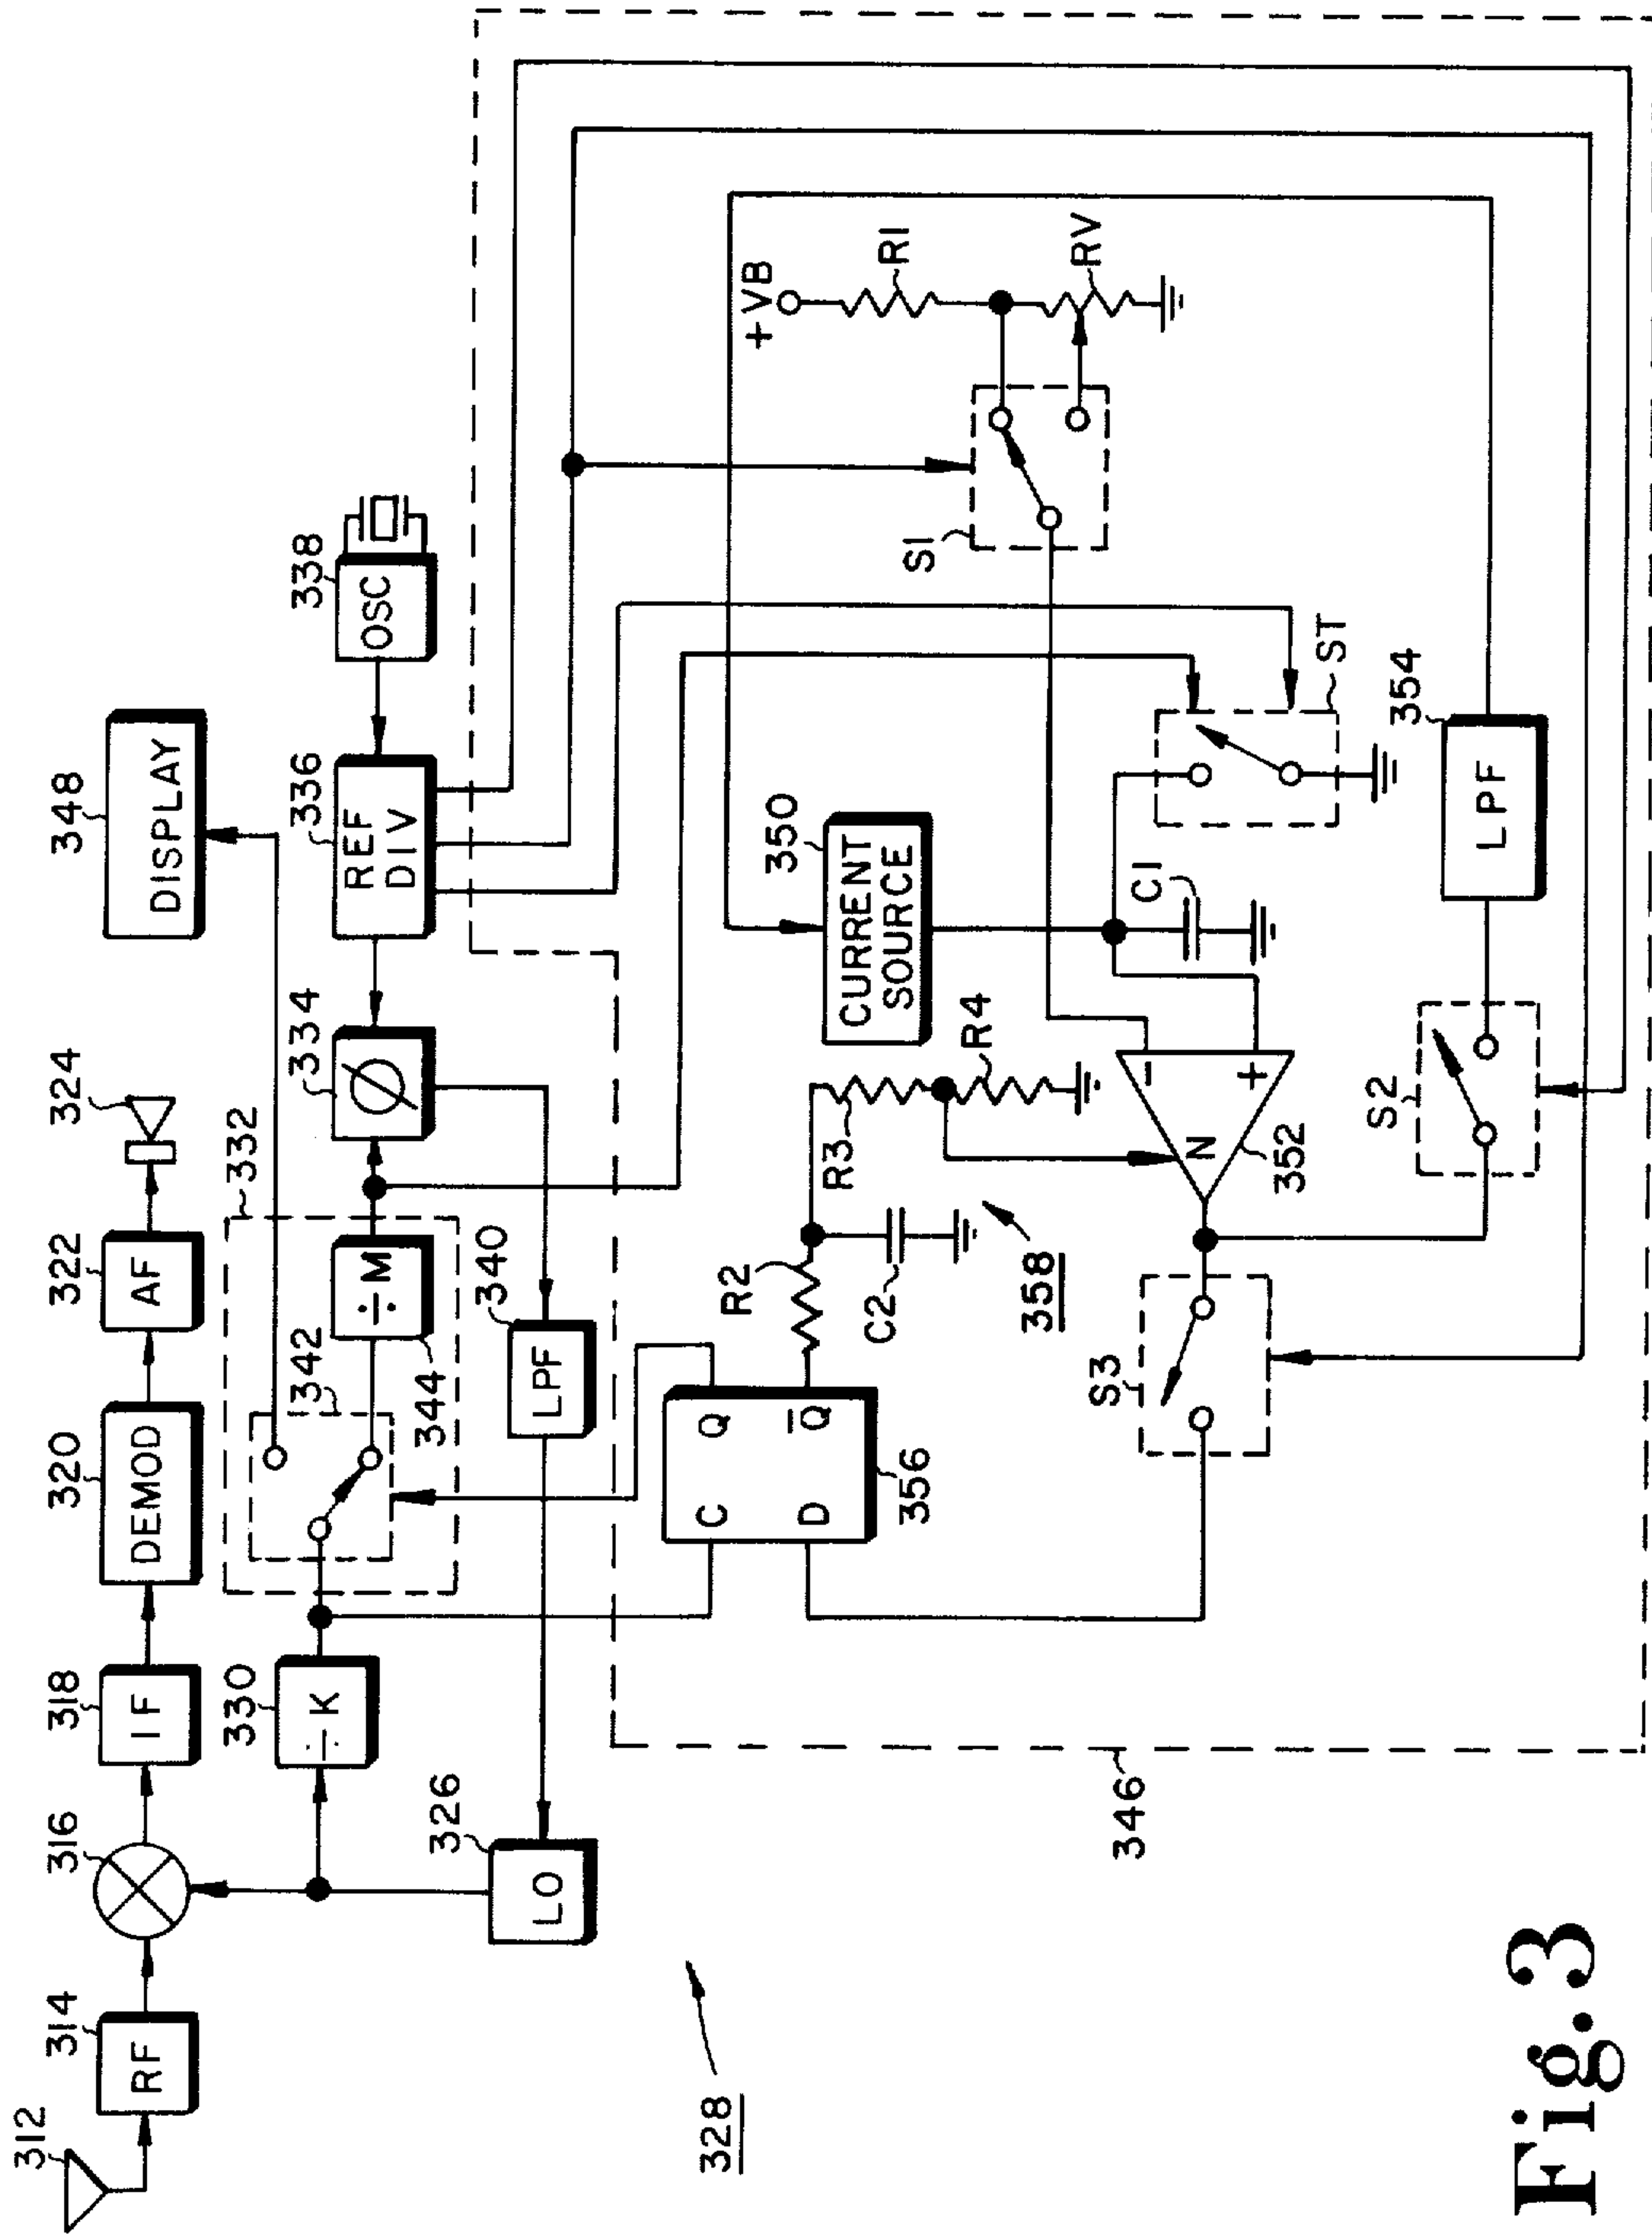 312
314
RF
316
318
IF
320
DEMOD
322
AF
324
348
DISPLAY
330
÷K
332
342
344
÷M
334
Ø
336
REF
DIV
338
OSC
326
LO
340
LPF
328
346
356
C
Q
D
Q̅
R2
C2
R3
R4
358
350
CURRENT
SOURCE
C1
S1
+VB
R1
RV
ST
352
N
−
+
S3
S2
354
LPF
Fig.3